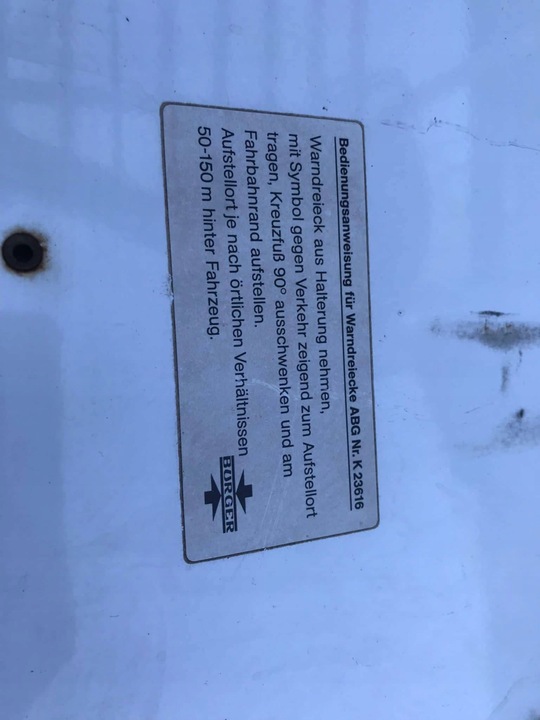 Bedienungsanweisung für Warndreiecke ABG Nr. K 23616
Warndreieck aus Halterung nehmen,
mit Symbol gegen Verkehr zeigend zum Aufstellort
tragen, Kreuzfuß 90° ausschwenken und am
Fahrbahnrand aufstellen.
Aufstellort je nach örtlichen Verhältnissen
50-150 m hinter Fahrzeug.
BÜRGER